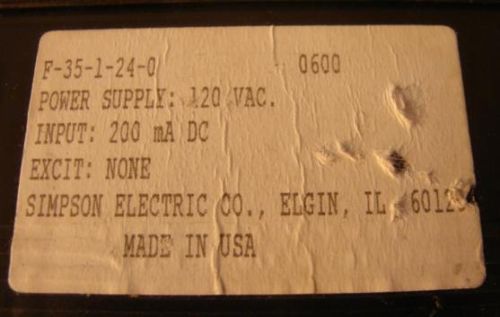 F-35-1-24-0 0600
POWER SUPPLY: 120 VAC.
INPUT: 200 mA DC
EXCIT: NONE
SIMPSON ELECTRIC CO., ELGIN, IL
MADE IN USA